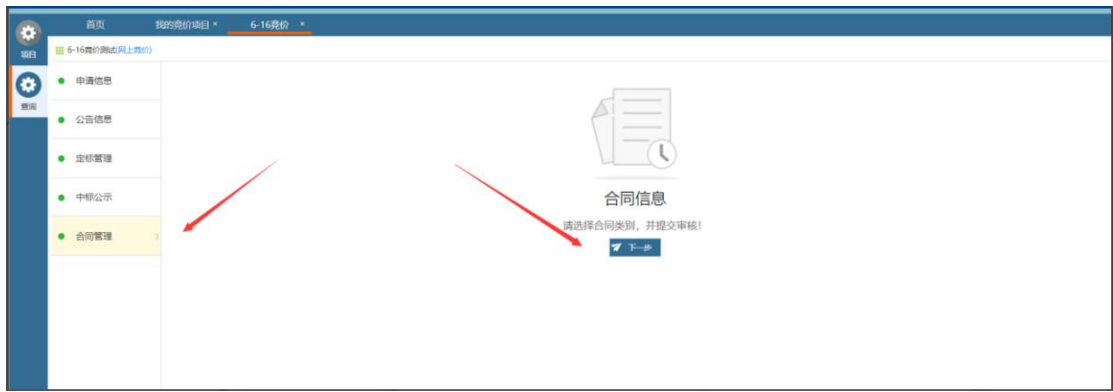 首页 我的竞价项目 × 6-16竞价 ×
项目
6-16竞价测试(网上竞价)
查询
申请信息
公告信息
定标管理
中标公示
合同管理
合同信息
请选择合同类别，并提交审核！
下一步